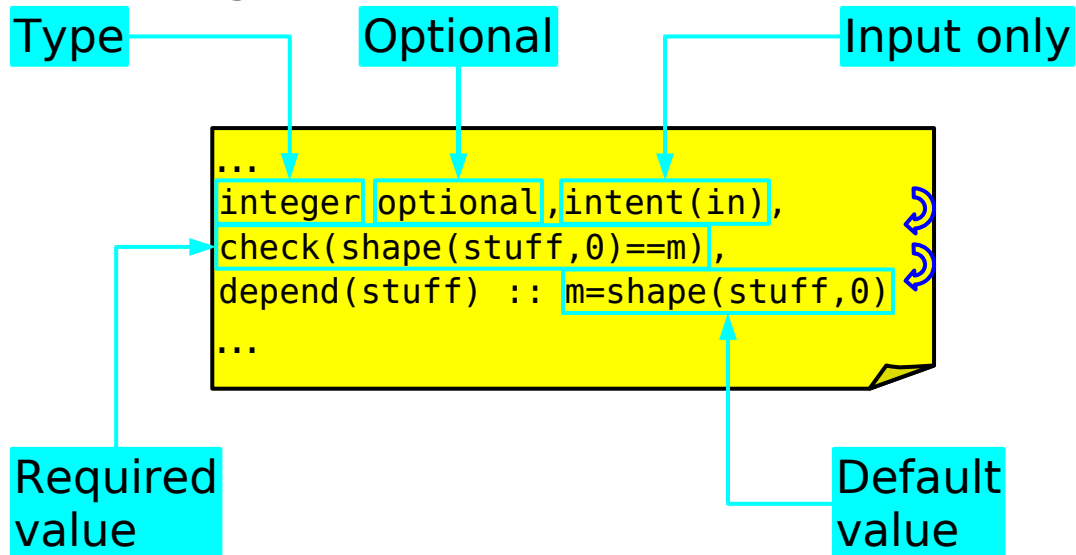 Type
Optional
Input only
...
integer optional,intent(in),
check(shape(stuff,0)==m),
depend(stuff) :: m=shape(stuff,0)
...
Required
value
Default
value